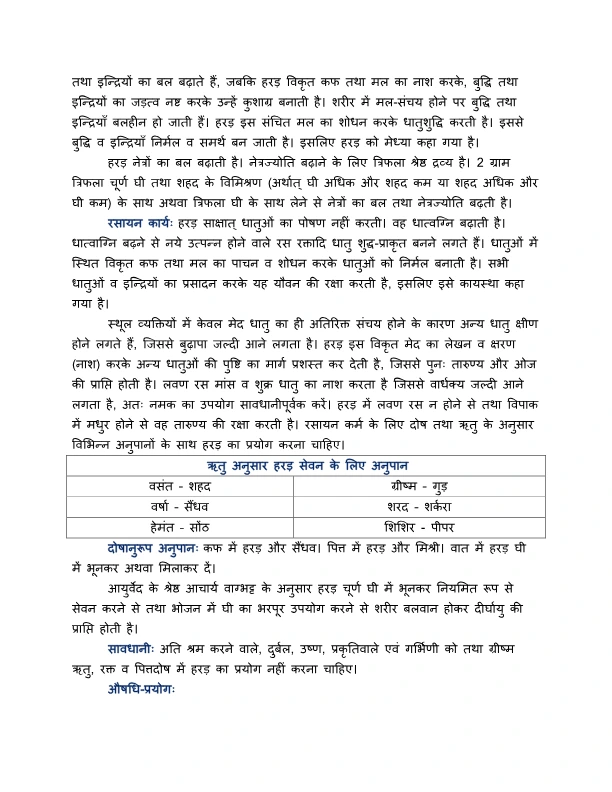 तथा इन्द्रियों का बल बढ़ाते हैं, जबकि हरड़ विकृत कफ तथा मल का नाश करके, बुद्धि तथा
इन्द्रियों का जड़त्व नष्ट करके उन्हें कुशाग्र बनाती है। शरीर में मल-संचय होने पर बुद्धि तथा
इन्द्रियाँ बलहीन हो जाती हैं। हरड़ इस संचित मल का शोधन करके धातुशुद्धि करती है। इससे
बुद्धि व इन्द्रियाँ निर्मल व समर्थ बन जाती है। इसलिए हरड़ को मेध्या कहा गया है।
हरड़ नेत्रों का बल बढ़ाती है। नेत्रज्योति बढ़ाने के लिए त्रिफला श्रेष्ठ द्रव्य है। 2 ग्राम
त्रिफला चूर्ण घी तथा शहद के विमिश्रण (अर्थात् घी अधिक और शहद कम या शहद अधिक और
घी कम) के साथ अथवा त्रिफला घी के साथ लेने से नेत्रों का बल तथा नेत्रज्योति बढ़ती है।
रसायन कार्यः हरड़ साक्षात् धातुओं का पोषण नहीं करती। वह धात्वग्नि बढ़ाती है।
धात्वाग्नि बढ़ने से नये उत्पन्न होने वाले रस रक्तादि धातु शुद्ध-प्राकृत बनने लगते हैं। धातुओं में
स्थित विकृत कफ तथा मल का पाचन व शोधन करके धातुओं को निर्मल बनाती है। सभी
धातुओं व इन्द्रियों का प्रसादन करके यह यौवन की रक्षा करती है, इसलिए इसे कायस्था कहा
गया है।
स्थूल व्यक्तियों में केवल मेद धातु का ही अतिरिक्त संचय होने के कारण अन्य धातु क्षीण
होने लगते हैं, जिससे बुढ़ापा जल्दी आने लगता है। हरड़ इस विकृत मेद का लेखन व क्षरण
(नाश) करके अन्य धातुओं की पुष्टि का मार्ग प्रशस्त कर देती है, जिससे पुनः तारुण्य और ओज
की प्राप्ति होती है। लवण रस मांस व शुक्र धातु का नाश करता है जिससे वार्धक्य जल्दी आने
लगता है, अतः नमक का उपयोग सावधानीपूर्वक करें। हरड़ में लवण रस न होने से तथा विपाक
में मधुर होने से वह तारुण्य की रक्षा करती है। रसायन कर्म के लिए दोष तथा ऋतु के अनुसार
विभिन्न अनुपानों के साथ हरड़ का प्रयोग करना चाहिए।
ऋतु अनुसार हरड़ सेवन के लिए अनुपान
वसंत - शहद ग्रीष्म - गुड़
वर्षा - सैंधव शरद - शर्करा
हेमंत - सोंठ शिशिर - पीपर
दोषानुरूप अनुपानः कफ में हरड़ और सैंधव। पित्त में हरड़ और मिश्री। वात में हरड़ घी
में भूनकर अथवा मिलाकर दें।
आयुर्वेद के श्रेष्ठ आचार्य वाग्भट्ट के अनुसार हरड़ चूर्ण घी में भूनकर नियमित रूप से
सेवन करने से तथा भोजन में घी का भरपूर उपयोग करने से शरीर बलवान होकर दीर्घायु की
प्राप्ति होती है।
सावधानीः अति श्रम करने वाले, दुर्बल, उष्ण, प्रकृतिवाले एवं गर्भिणी को तथा ग्रीष्म
ऋतु, रक्त व पित्तदोष में हरड़ का प्रयोग नहीं करना चाहिए।
औषधि-प्रयोगः